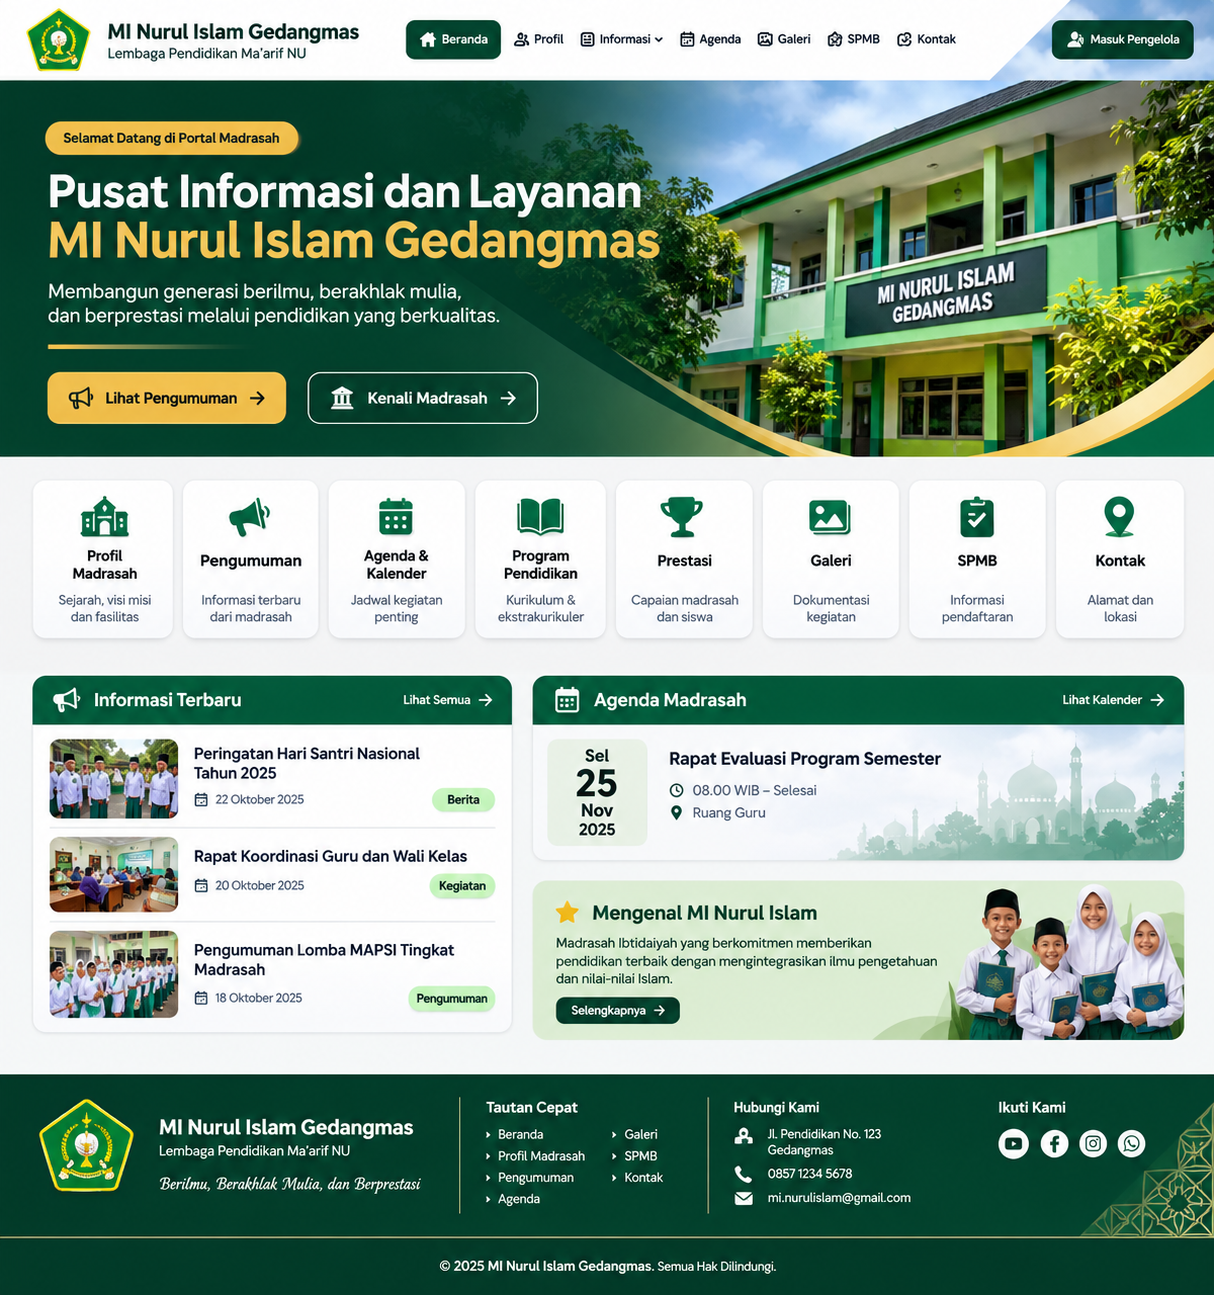 MI Nurul Islam Gedangmas
Lembaga Pendidikan Ma'arif NU
Beranda
Profil
Informasi
Agenda
Galeri
SPMB
Kontak
Masuk Pengelola
Selamat Datang di Portal Madrasah
Pusat Informasi dan Layanan
MI Nurul Islam Gedangmas
Membangun generasi berilmu, berakhlak mulia,
dan berprestasi melalui pendidikan yang berkualitas.
Lihat Pengumuman
Kenali Madrasah
MI NURUL ISLAM
GEDANGMAS
Profil
Madrasah
Sejarah, visi misi
dan fasilitas
Pengumuman
Informasi terbaru
dari madrasah
Agenda &
Kalender
Jadwal kegiatan
penting
Program
Pendidikan
Kurikulum &
ekstrakurikuler
Prestasi
Capaian madrasah
dan siswa
Galeri
Dokumentasi
kegiatan
SPMB
Informasi
pendaftaran
Kontak
Alamat dan
lokasi
Informasi Terbaru
Lihat Semua
Peringatan Hari Santri Nasional
Tahun 2025
22 Oktober 2025
Berita
Rapat Koordinasi Guru dan Wali Kelas
20 Oktober 2025
Kegiatan
Pengumuman Lomba MAPSI Tingkat
Madrasah
18 Oktober 2025
Pengumuman
Agenda Madrasah
Lihat Kalender
Sel
25
Nov
2025
Rapat Evaluasi Program Semester
08.00 WIB – Selesai
Ruang Guru
Mengenal MI Nurul Islam
Madrasah Ibtidaiyah yang berkomitmen memberikan
pendidikan terbaik dengan mengintegrasikan ilmu pengetahuan
dan nilai-nilai Islam.
Selengkapnya
MI Nurul Islam Gedangmas
Lembaga Pendidikan Ma'arif NU
Berilmu, Berakhlak Mulia, dan Berprestasi
Tautan Cepat
Beranda
Profil Madrasah
Pengumuman
Agenda
Galeri
SPMB
Kontak
Hubungi Kami
Jl. Pendidikan No. 123
Gedangmas
0857 1234 5678
mi.nurulislam@gmail.com
Ikuti Kami
© 2025 MI Nurul Islam Gedangmas. Semua Hak Dilindungi.